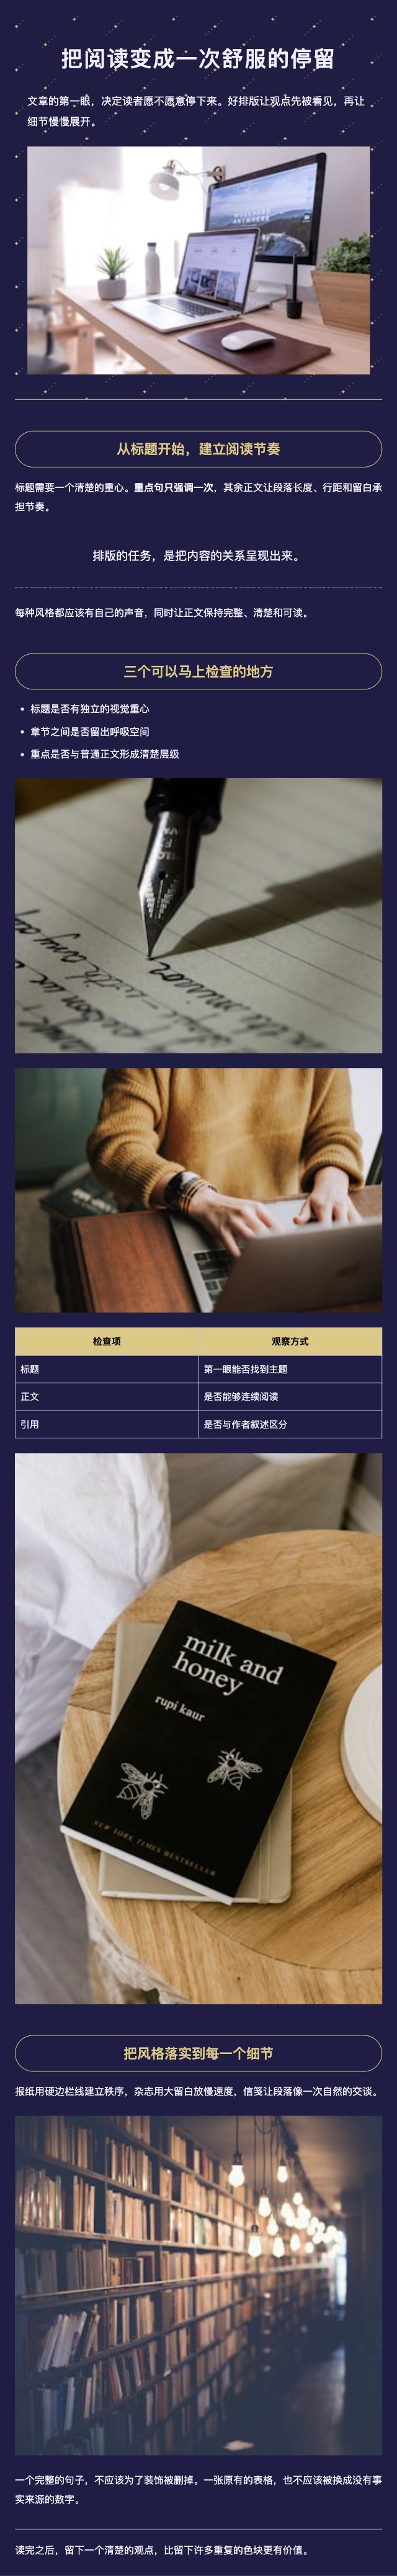 把阅读变成一次舒服的停留
文章的第一眼，决定读者愿不愿意停下来。好排版让观点先被看见，再让
细节慢慢展开。
从标题开始，建立阅读节奏
标题需要一个清楚的重心。重点句只强调一次，其余正文让段落长度、行距和留白承
担节奏。
排版的任务，是把内容的关系呈现出来。
每种风格都应该有自己的声音，同时让正文保持完整、清楚和可读。
三个可以马上检查的地方
• 标题是否有独立的视觉重心
• 章节之间是否留出呼吸空间
• 重点是否与普通正文形成清楚层级
检查项 观察方式
标题 第一眼能否找到主题
正文 是否能够连续阅读
引用 是否与作者叙述区分
milk and
honey
rupi kaur
NEW YORK TIMES BESTSELLER
把风格落实到每一个细节
报纸用硬边栏线建立秩序，杂志用大留白放慢速度，信笺让段落像一次自然的交谈。
一个完整的句子，不应该为了装饰被删掉。一张原有的表格，也不应该被换成没有事
实来源的数字。
读完之后，留下一个清楚的观点，比留下许多重复的色块更有价值。